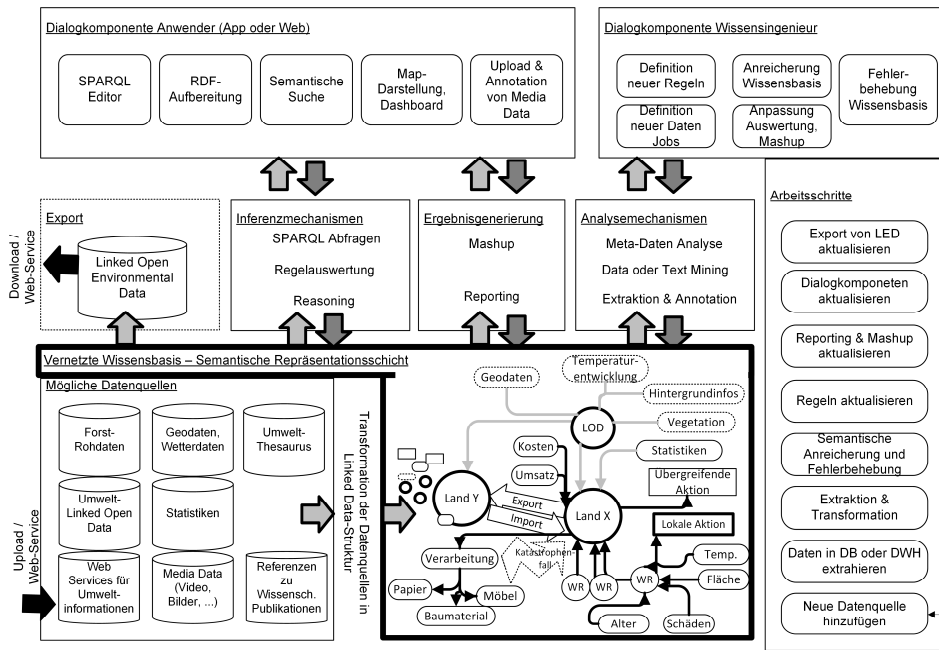 Dialogkomponente Anwender (App oder Web)
SPARQL
Editor
RDF-
Aufbereitung
Semantische
Suche
Map-
Darstellung,
Dashboard
Upload &
Annotation
von Media
Data
Dialogkomponente Wissensingenieur
Definition
neuer Regeln
Anreicherung
Wissensbasis
Fehler-
behebung
Wissensbasis
Definition
neuer Daten
Jobs
Anpassung
Auswertung,
Mashup
Export
Linked Open
Environmental
Data
Download /
Web-Service
Inferenzmechanismen
SPARQL Abfragen
Regelauswertung
Reasoning
Ergebnisgenerierung
Mashup
Reporting
Analysemechanismen
Meta-Daten Analyse
Data oder Text Mining
Extraktion & Annotation
Arbeitsschritte
Export von LED
aktualisieren
Dialogkomponeten
aktualisieren
Reporting & Mashup
aktualisieren
Regeln aktualisieren
Semantische
Anreicherung und
Fehlerbehebung
Extraktion &
Transformation
Daten in DB oder DWH
extrahieren
Neue Datenquelle
hinzufügen
Vernetzte Wissensbasis – Semantische Repräsentationsschicht
Mögliche Datenquellen
Forst-
Rohdaten
Geodaten,
Wetterdaten
Umwelt-
Thesaurus
Umwelt-
Linked Open
Data
Statistiken
Web
Services für
Umwelt-
informationen
Media Data
(Video,
Bilder, ...)
Referenzen
zu
Wissensch.
Publikationen
Upload /
Web-Service
Transformation der Datenquellen in
Linked Data-Struktur
Geodaten
Temperatur-
entwicklung
Hintergrundinfos
Vegetation
LOD
Statistiken
Kosten
Umsatz
Übergreifende
Aktion
Land Y
Export
Import
Land X
Lokale Aktion
Verarbeitung
Katastrophen-
fall
Papier
Möbel
Baumaterial
WR
WR
WR
Temp.
Fläche
Alter
Schäden